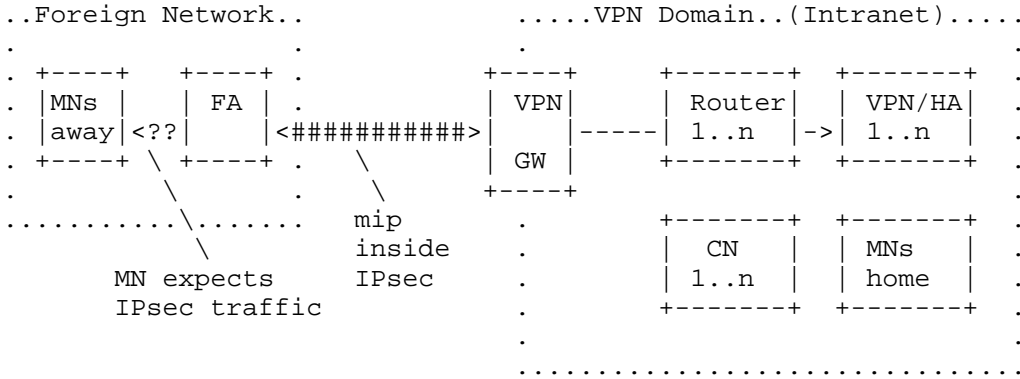 ..Foreign Network..             .....VPN Domain..(Intranet).....
.                 .             .                              .
. +----+   +----+ .           +----+     +-------+  +-------+  .
. |MNs |   | FA | .           | VPN|     | Router|  | VPN/HA|  .
. |away|<??|    |<###########>|    |-----| 1..n  |->| 1..n  |  .
. +----+ \ +----+ .   \       | GW |     +-------+  +-------+  .
.         \       .    \      +----+                           .
...........\.......   mip       .        +-------+  +-------+  .
            \         inside    .        |  CN   |  | MNs   |  .
      MN expects      IPsec     .        | 1..n  |  | home  |  .
      IPsec traffic             .        +-------+  +-------+  .
                                .                              .
                                ................................